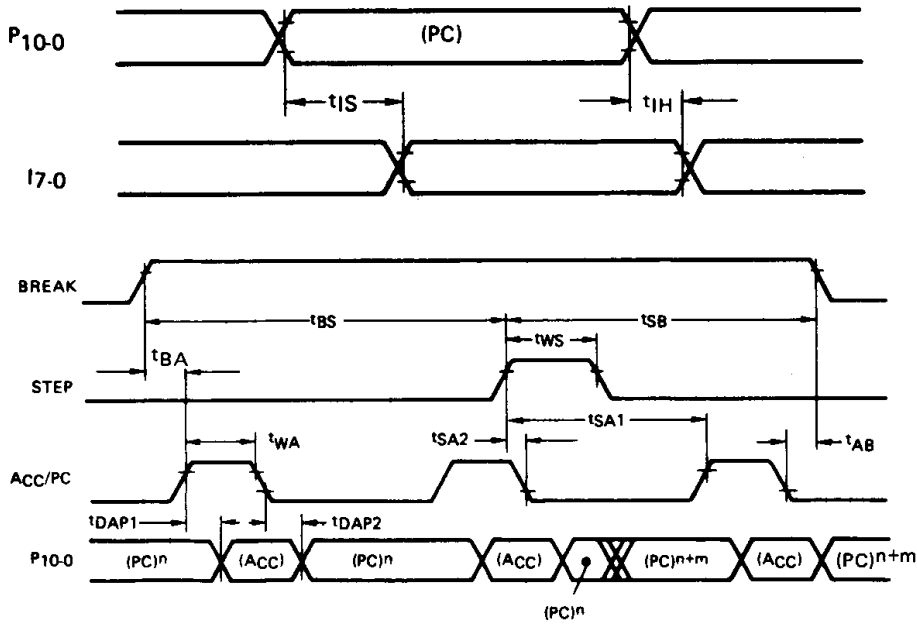 P10-0 (PC)
tIS tIH
I7-0
BREAK
tBS tSB
tWS
tBA
STEP
tSA1
tWA tSA2 tAB
ACC/PC
tDAP1 tDAP2
P10-0 (PC)n (ACC) (PC)n (ACC) (PC)n+m (ACC) (PC)n+m
(PC)n